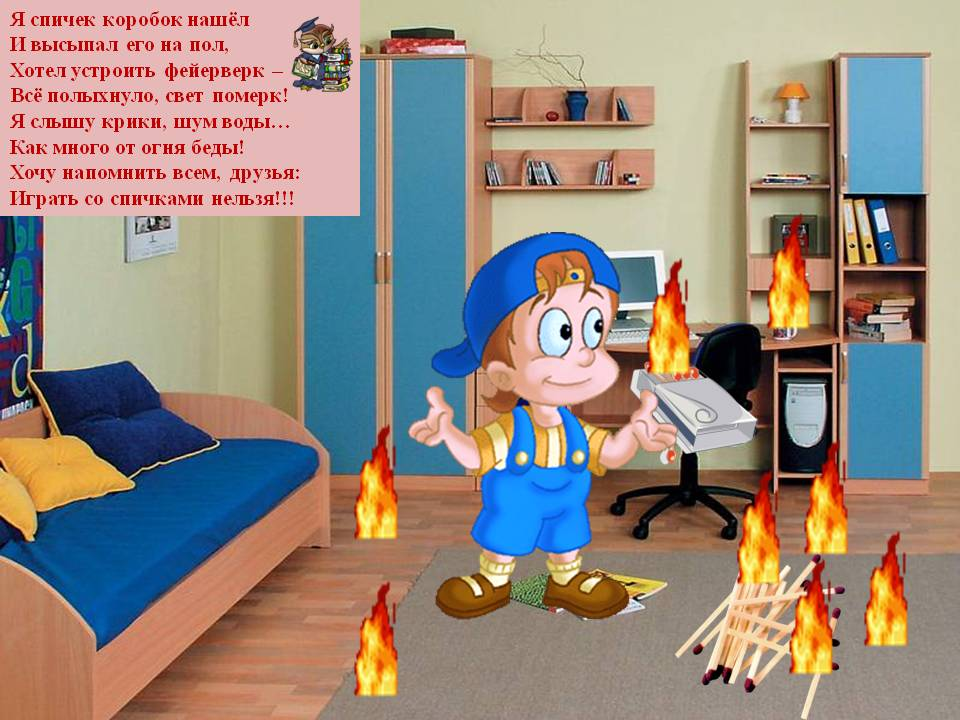 Я спичек коробок нашёл
И высыпал его на пол,
Хотел устроить фейерверк –
Всё полыхнуло, свет померк!
Я слышу крики, шум воды…
Как много от огня беды!
Хочу напомнить всем, друзья:
Играть со спичками нельзя!!!